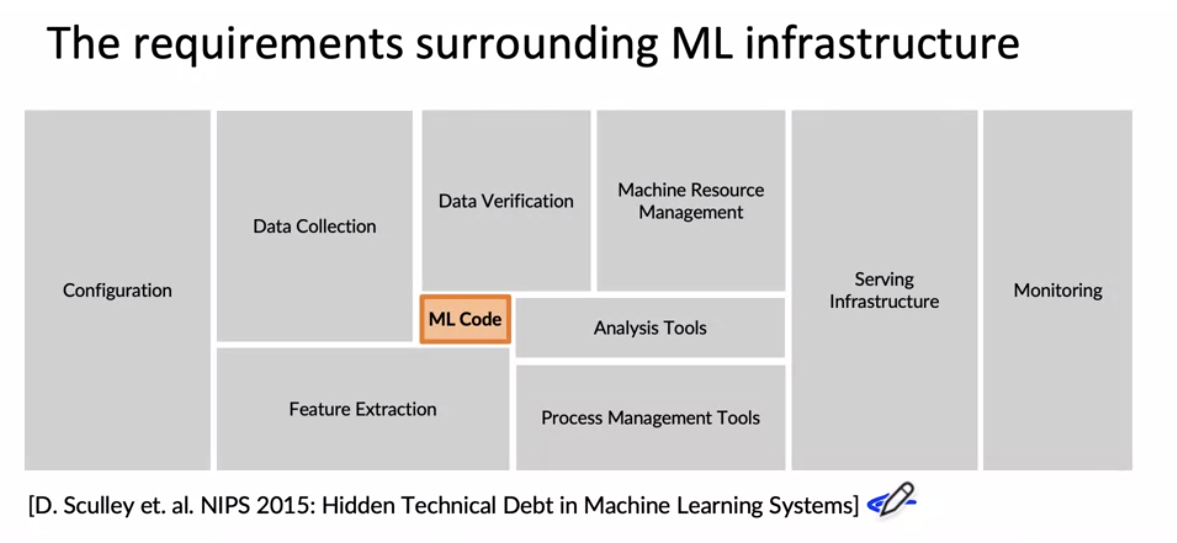 The requirements surrounding ML infrastructure
Configuration
Data Collection
Data Verification
Machine Resource
Management
ML Code
Analysis Tools
Feature Extraction
Process Management Tools
Serving
Infrastructure
Monitoring
[D. Sculley et. al. NIPS 2015: Hidden Technical Debt in Machine Learning Systems]